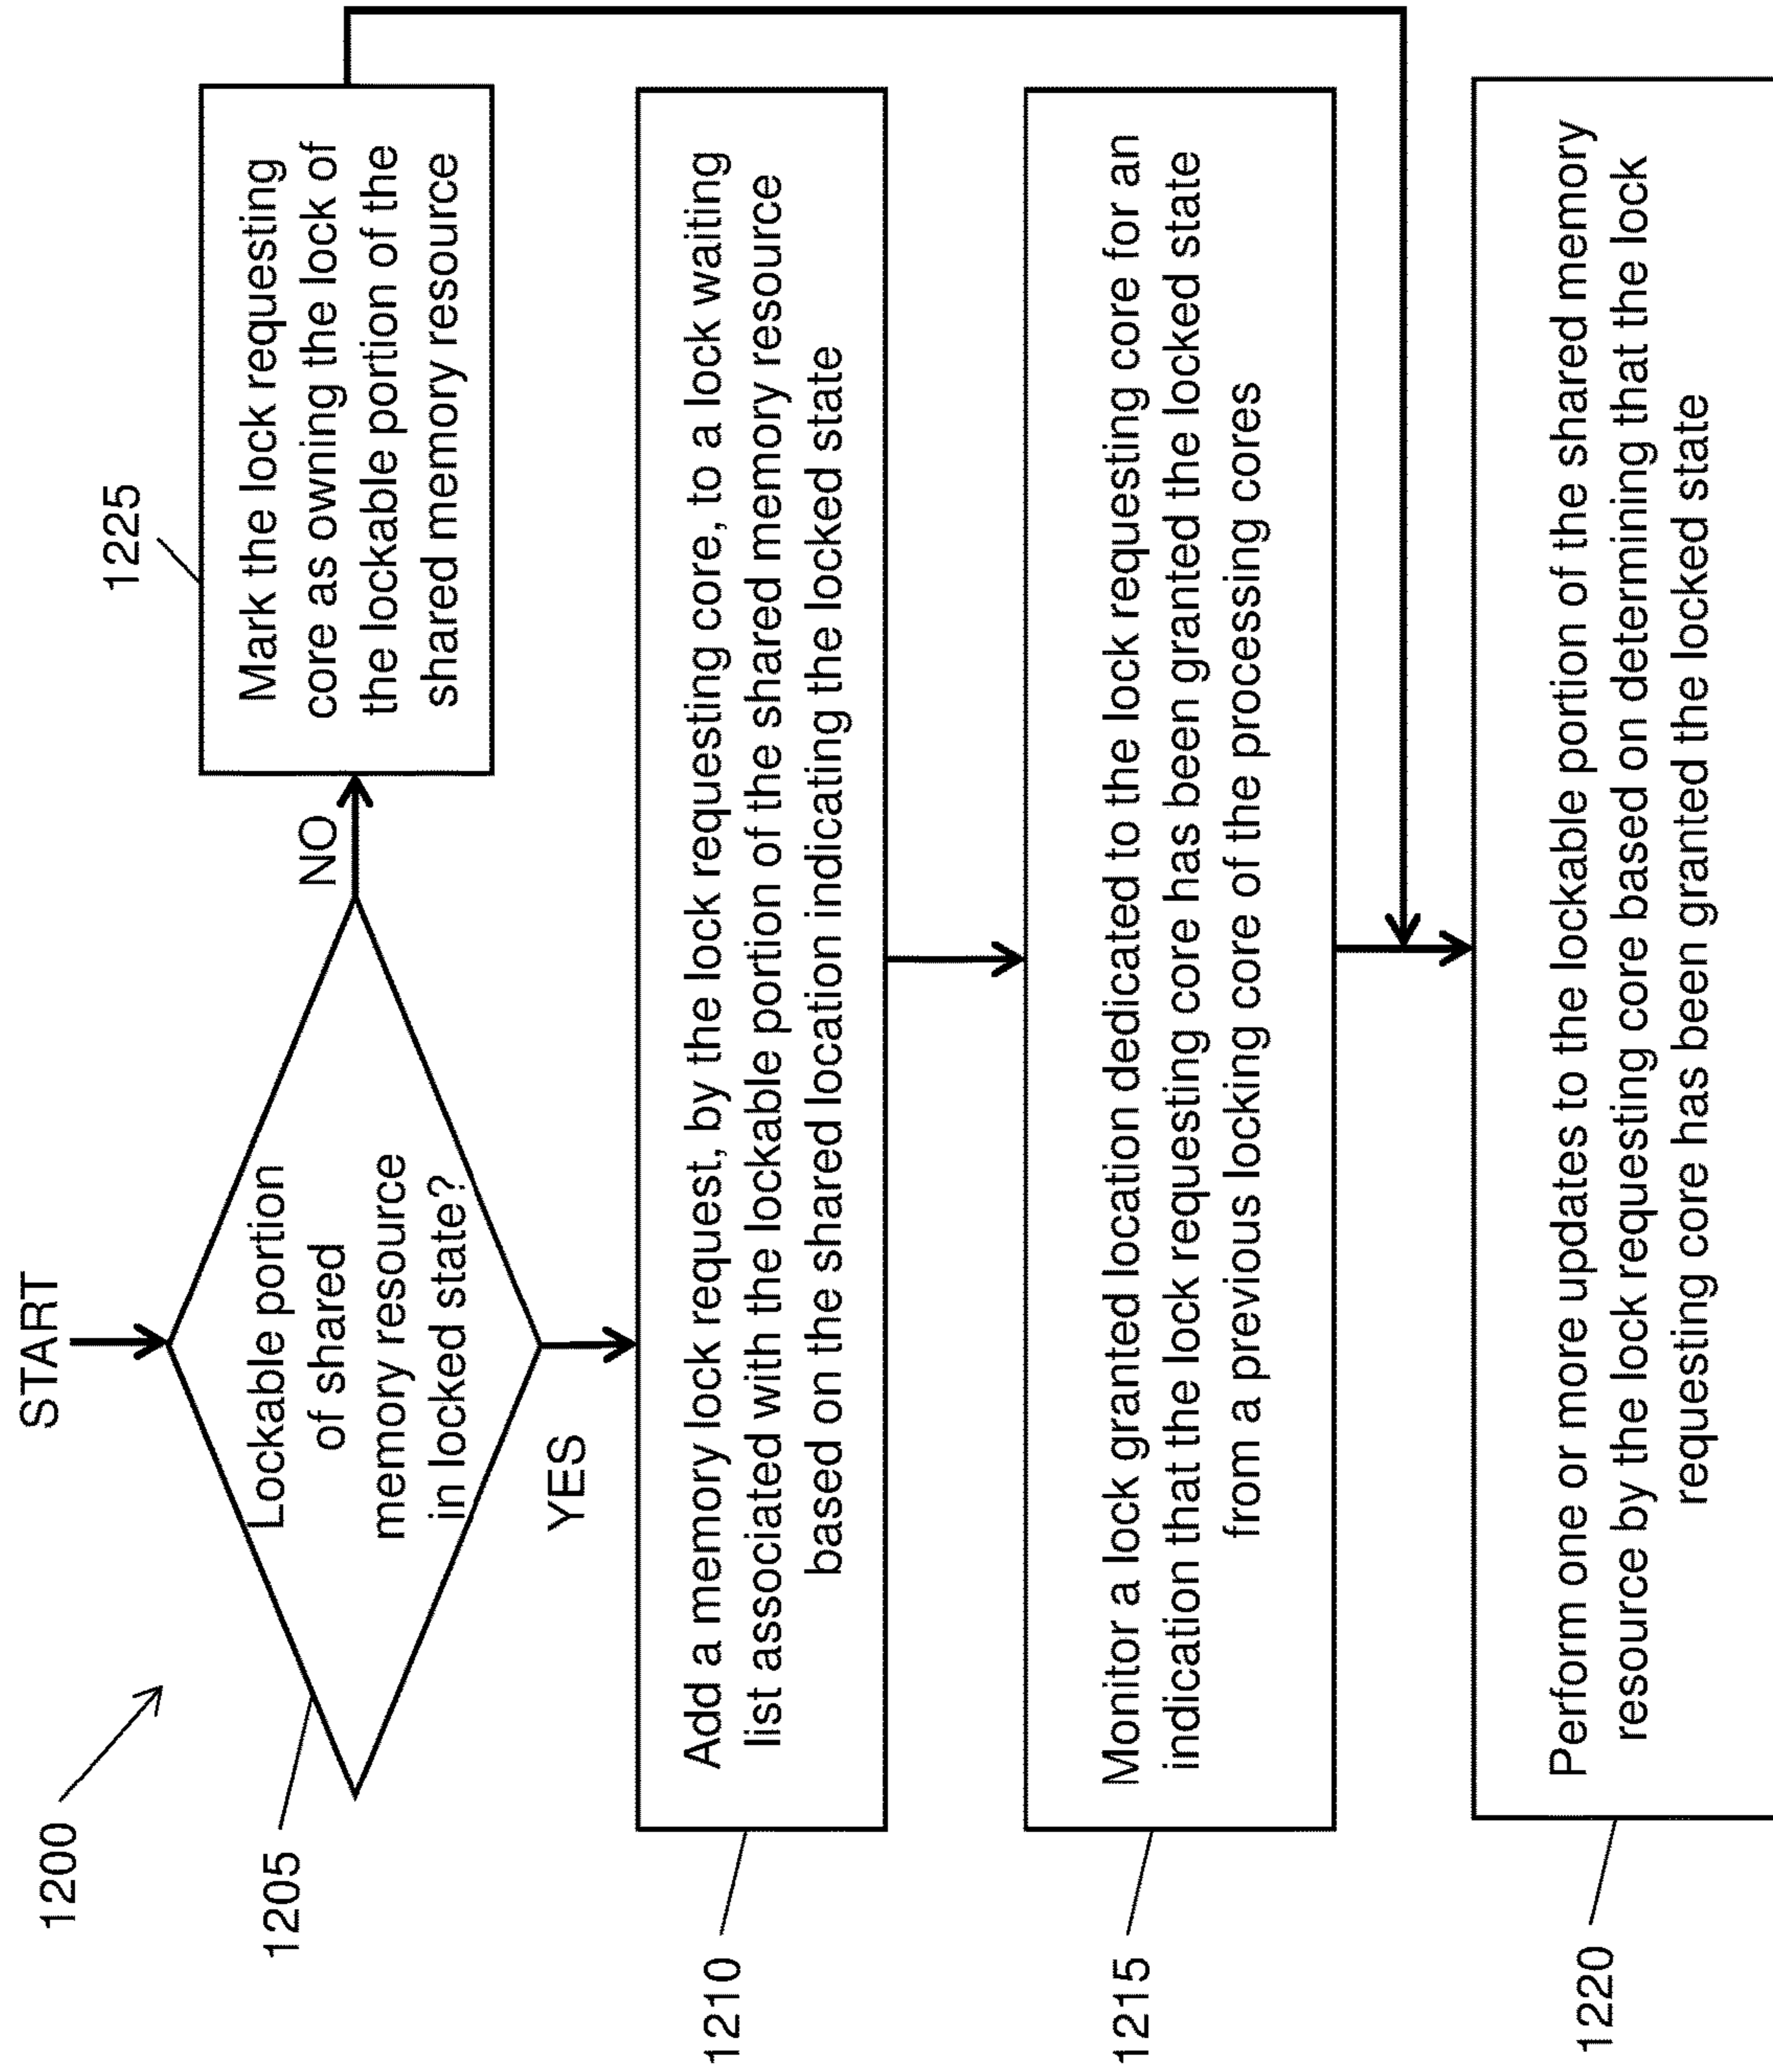 1200
START
1205
Lockable portion
of shared
memory resource
in locked state?
NO
YES
1225
Mark the lock requesting
core as owning the lock of
the lockable portion of the
shared memory resource
1210
Add a memory lock request, by the lock requesting core, to a lock waiting
list associated with the lockable portion of the shared memory resource
based on the shared location indicating the locked state
1215
Monitor a lock granted location dedicated to the lock requesting core for an
indication that the lock requesting core has been granted the locked state
from a previous locking core of the processing cores
1220
Perform one or more updates to the lockable portion of the shared memory
resource by the lock requesting core based on determining that the lock
requesting core has been granted the locked state